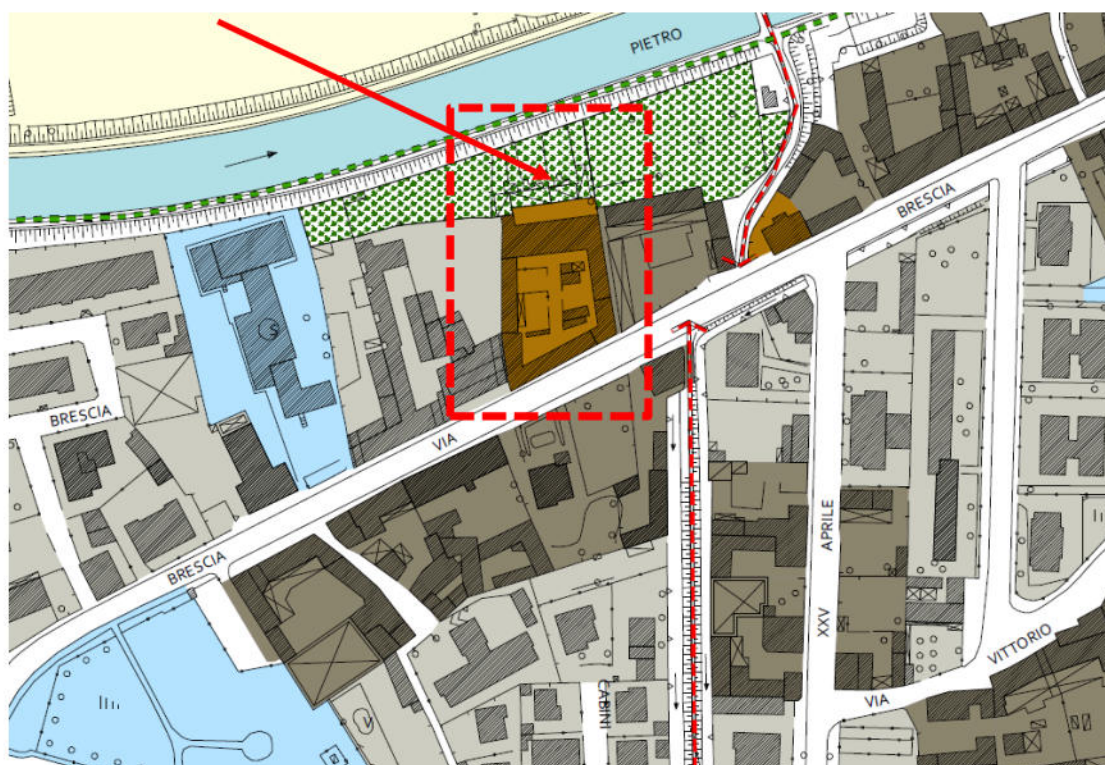 PIETRO
BRESCIA
S
BRESCIA
VIA
BRESCIA
XXV APRILE
VITTORIO
VIA
CABINI
V